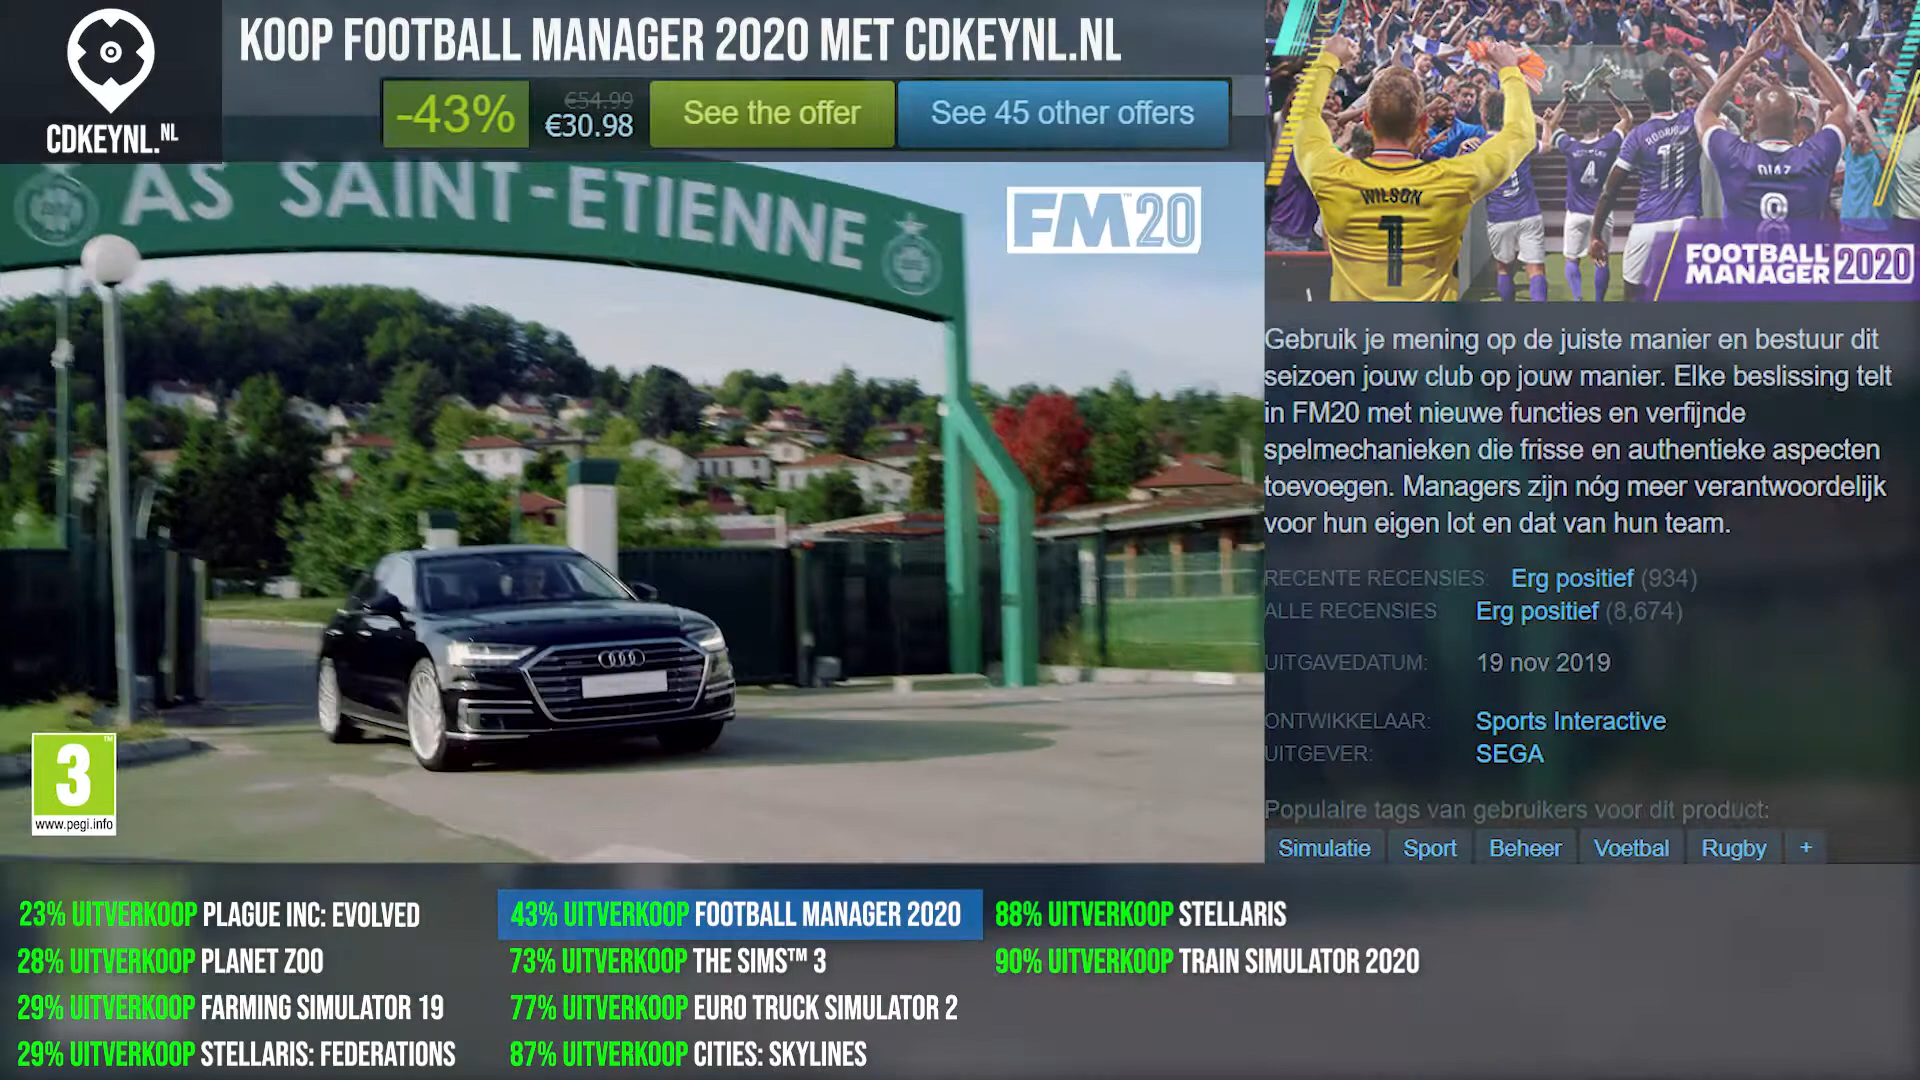 CDKEYNL.NL
KOOP FOOTBALL MANAGER 2020 MET CDKEYNL.NL
-43%
€54.99
€30.98
See the offer
See 45 other offers
AS SAINT-ETIENNE
FM20
3
www.pegi.info
WILSON
1
4
RODRIGU
11
DIAZ
8
FOOTBALL MANAGER 2020
Gebruik je mening op de juiste manier en bestuur dit
seizoen jouw club op jouw manier. Elke beslissing telt
in FM20 met nieuwe functies en verfijnde
spelmechanieken die frisse en authentieke aspecten
toevoegen. Managers zijn nóg meer verantwoordelijk
voor hun eigen lot en dat van hun team.
RECENTE RECENSIES: Erg positief (934)
ALLE RECENSIES Erg positief (8,674)
UITGAVEDATUM: 19 nov 2019
ONTWIKKELAAR: Sports Interactive
UITGEVER: SEGA
Populaire tags van gebruikers voor dit product:
Simulatie Sport Beheer Voetbal Rugby +
23% UITVERKOOP PLAGUE INC: EVOLVED
28% UITVERKOOP PLANET ZOO
29% UITVERKOOP FARMING SIMULATOR 19
29% UITVERKOOP STELLARIS: FEDERATIONS
43% UITVERKOOP FOOTBALL MANAGER 2020
73% UITVERKOOP THE SIMS™ 3
77% UITVERKOOP EURO TRUCK SIMULATOR 2
87% UITVERKOOP CITIES: SKYLINES
88% UITVERKOOP STELLARIS
90% UITVERKOOP TRAIN SIMULATOR 2020